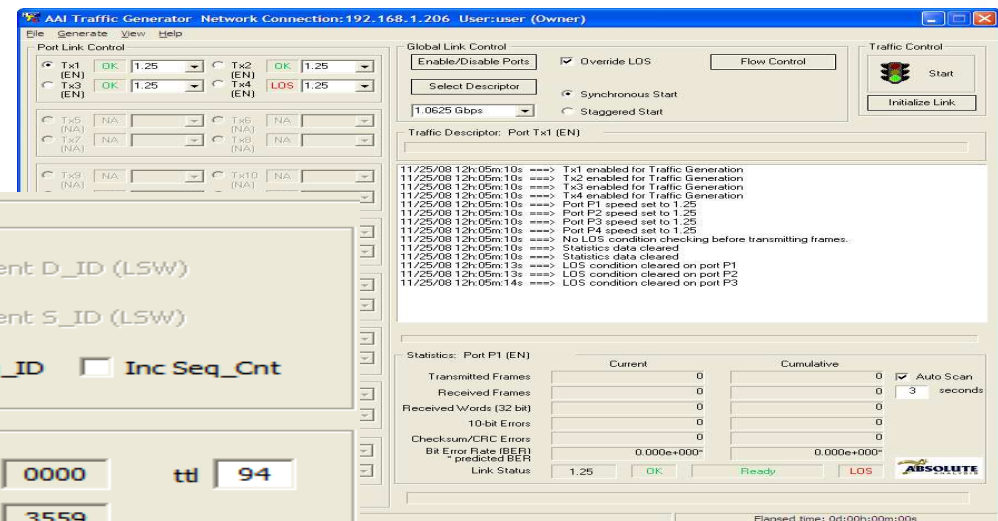 AAI Traffic Generator Network Connection:192.168.1.206 User:user (Owner)
File Generate View Help
Port Link Control
Tx1 (EN) OK 1.25 Tx2 (EN) OK 1.25
Tx3 (EN) OK 1.25 Tx4 (EN) LOS 1.25
Tx5 (NA) NA Tx6 (NA) NA
Tx7 (NA) NA Tx8 (NA) NA
Tx9 (NA) NA Tx10 (NA) NA
Global Link Control
Enable/Disable Ports Override LOS Flow Control
Select Descriptor Synchronous Start
1.0625 Gbps Staggered Start
Traffic Control
Start
Initialize Link
Traffic Descriptor: Port Tx1 (EN)
11/25/08 12h:05m:10s ===> Tx1 enabled for Traffic Generation
11/25/08 12h:05m:10s ===> Tx2 enabled for Traffic Generation
11/25/08 12h:05m:10s ===> Tx3 enabled for Traffic Generation
11/25/08 12h:05m:10s ===> Tx4 enabled for Traffic Generation
11/25/08 12h:05m:10s ===> Port P1 speed set to 1.25
11/25/08 12h:05m:10s ===> Port P2 speed set to 1.25
11/25/08 12h:05m:10s ===> Port P3 speed set to 1.25
11/25/08 12h:05m:10s ===> Port P4 speed set to 1.25
11/25/08 12h:05m:10s ===> No LOS condition checking before transmitting frames.
11/25/08 12h:05m:10s ===> Statistics data cleared
11/25/08 12h:05m:10s ===> Statistics data cleared
11/25/08 12h:05m:13s ===> LOS condition cleared on port P1
11/25/08 12h:05m:13s ===> LOS condition cleared on port P2
11/25/08 12h:05m:14s ===> LOS condition cleared on port P3
Statistics: Port P1 (EN)
Current Cumulative
Transmitted Frames 0 0 Auto Scan
Received Frames 0 0 3 seconds
Received Words (32 bit) 0 0
10-bit Errors 0 0
Checksum/CRC Errors 0 0
Bit Error Rate (BER) 0.000e+000* 0.000e+000*
* predicted BER
Link Status 1.25 OK Ready LOS
ABSOLUTE
ANALYSIS
Elapsed time: 0d:00h:00m:00s
ent D_ID (LSW)
ent S_ID (LSW)
_ID Inc Seq_Cnt
0000 ttl 94
3559